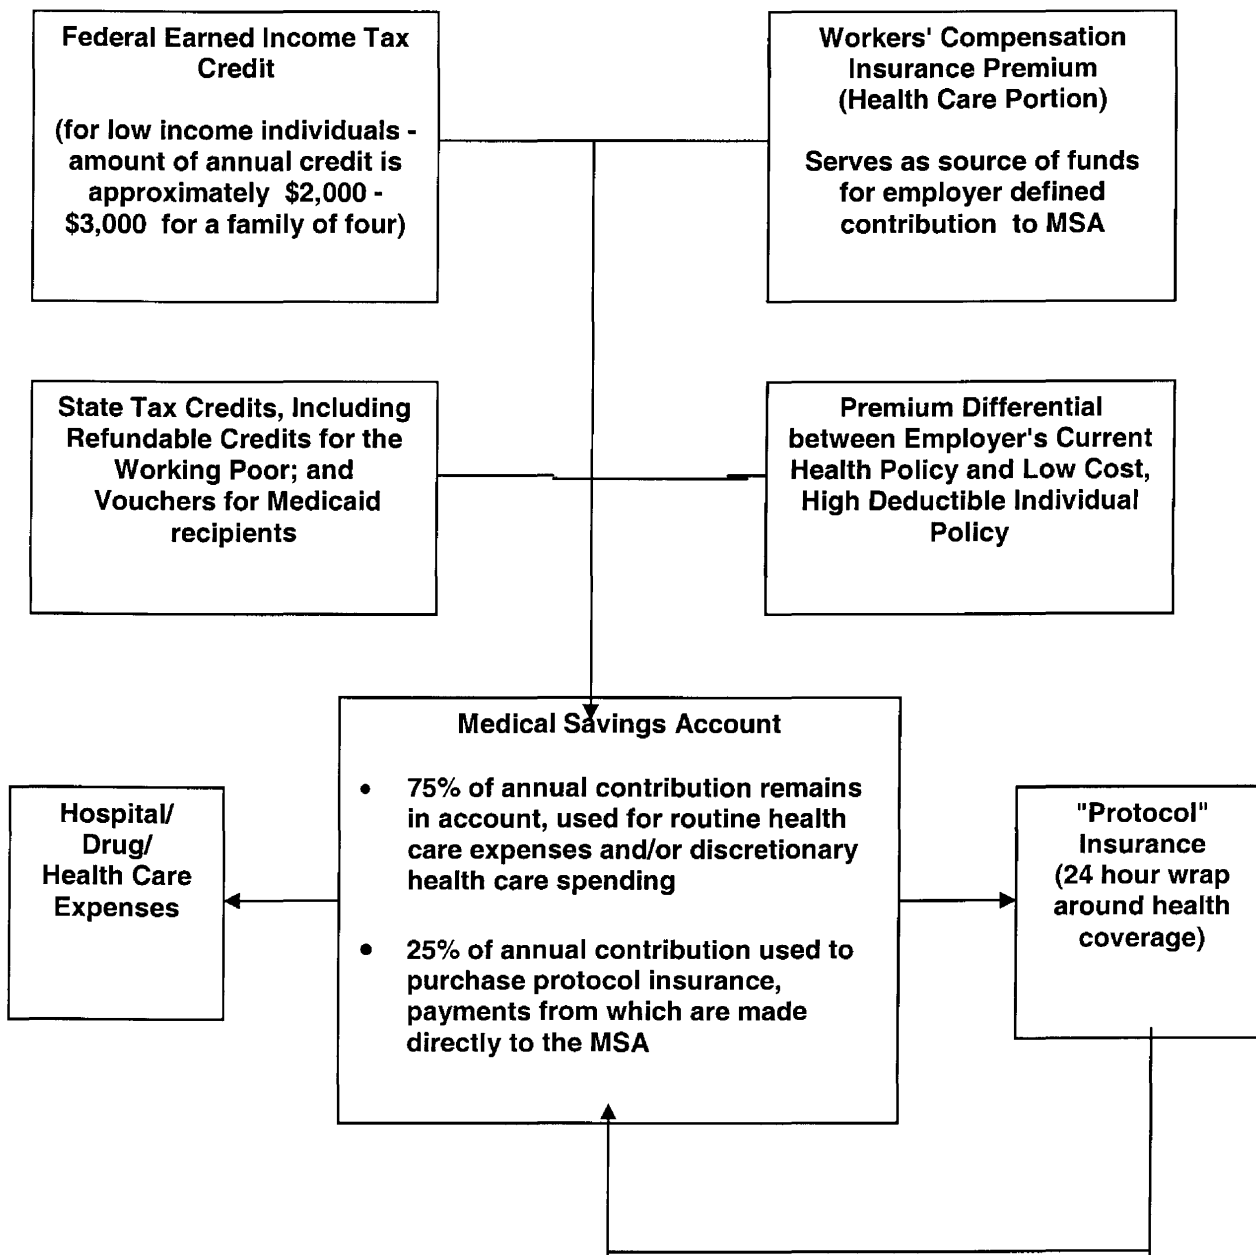 Federal Earned Income Tax
Credit
(for low income individuals -
amount of annual credit is
approximately $2,000 -
$3,000 for a family of four)
Workers' Compensation
Insurance Premium
(Health Care Portion)
Serves as source of funds
for employer defined
contribution to MSA
State Tax Credits, Including
Refundable Credits for the
Working Poor; and
Vouchers for Medicaid
recipients
Premium Differential
between Employer's Current
Health Policy and Low Cost,
High Deductible Individual
Policy
Hospital/
Drug/
Health Care
Expenses
Medical Savings Account
• 75% of annual contribution remains
in account, used for routine health
care expenses and/or discretionary
health care spending
• 25% of annual contribution used to
purchase protocol insurance,
payments from which are made
directly to the MSA
"Protocol"
Insurance
(24 hour wrap
around health
coverage)